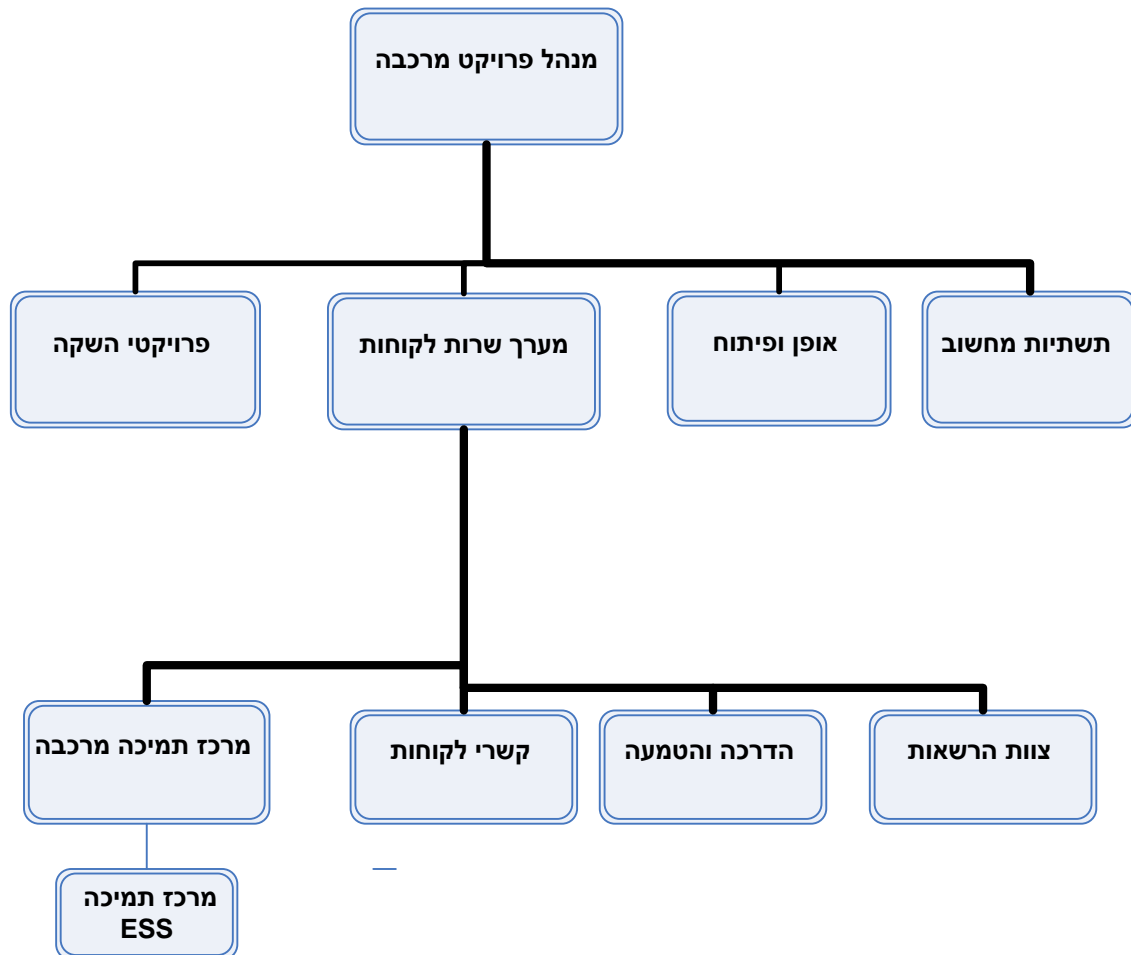 מנהל פרויקט מרכבה
תשתיות מחשוב
אופן ופיתוח
מערך שרות לקוחות
פרויקטי השקה
צוות הרשאות
הדרכה והטמעה
קשרי לקוחות
מרכז תמיכה מרכבה
מרכז תמיכה
ESS